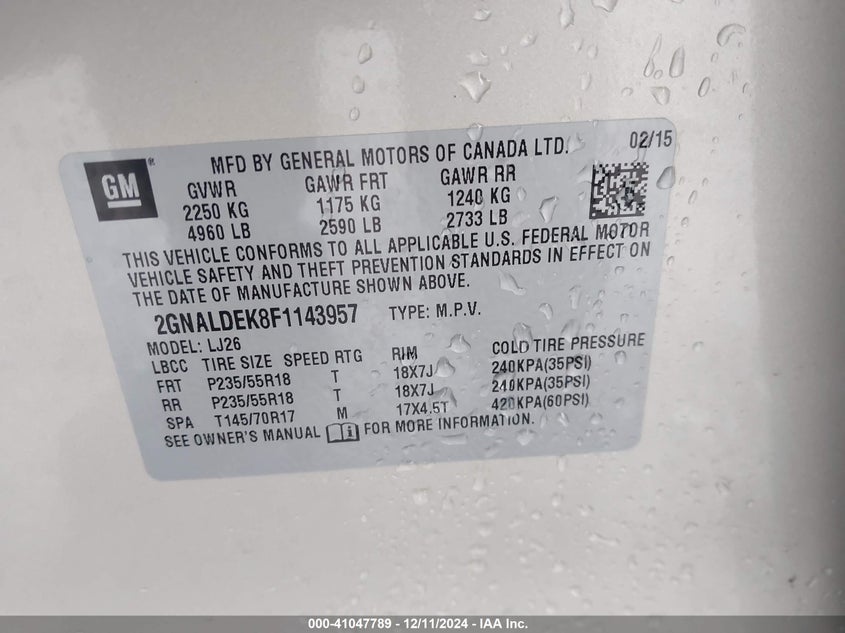 GM
®
MFD BY GENERAL MOTORS OF CANADA LTD. 02/15
GVWR GAWR FRT GAWR RR
2250 KG 1175 KG 1240 KG
4960 LB 2590 LB 2733 LB
THIS VEHICLE CONFORMS TO ALL APPLICABLE U.S. FEDERAL MOTOR
VEHICLE SAFETY AND THEFT PREVENTION STANDARDS IN EFFECT ON
THE DATE OF MANUFACTURE SHOWN ABOVE.
2GNALDEK8F1143957 TYPE: M.P.V.
MODEL: LJ26
LBCC TIRE SIZE SPEED RTG RIM COLD TIRE PRESSURE
FRT P235/55R18 T 18X7J 240KPA(35PSI)
RR P235/55R18 T 18X7J 240KPA(35PSI)
SPA T145/70R17 M 17X4.5T 420KPA(60PSI)
SEE OWNER'S MANUAL FOR MORE INFORMATION.
000-41047789 - 12/11/2024 - IAA Inc.